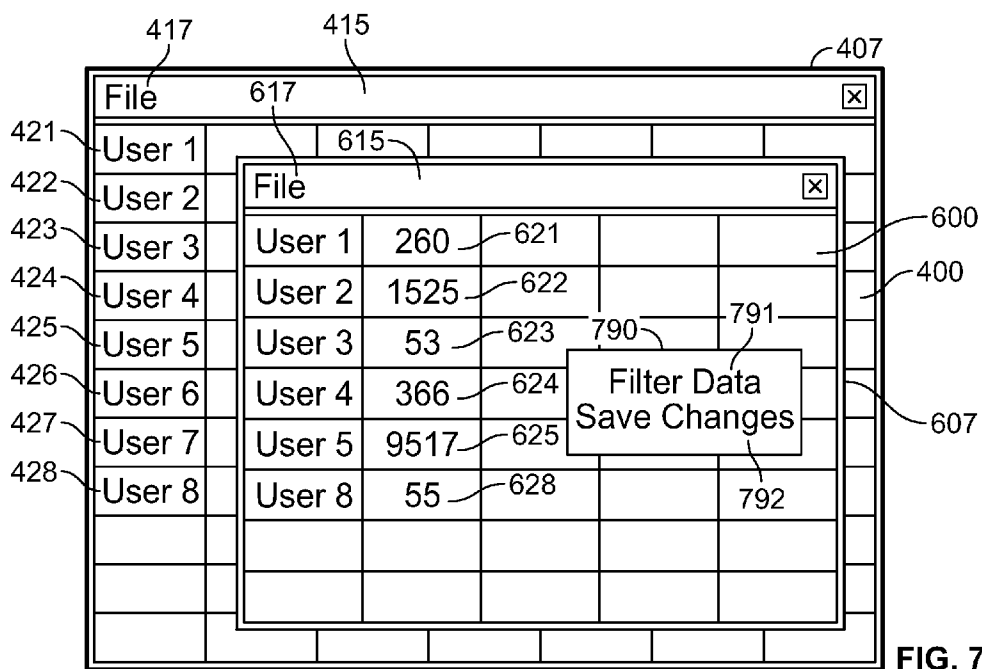 417 415 407
File 617
615
421 User 1
File
422 User 2
423 User 3
User 1 260 621
600
424 User 4
User 2 1525 622
400
425 User 5
User 3 53 623 790 791
426 User 6
User 4 366 624 Filter Data
Save Changes
607
427 User 7
User 5 9517 625
428 User 8
User 8 55 628 792
FIG. 7